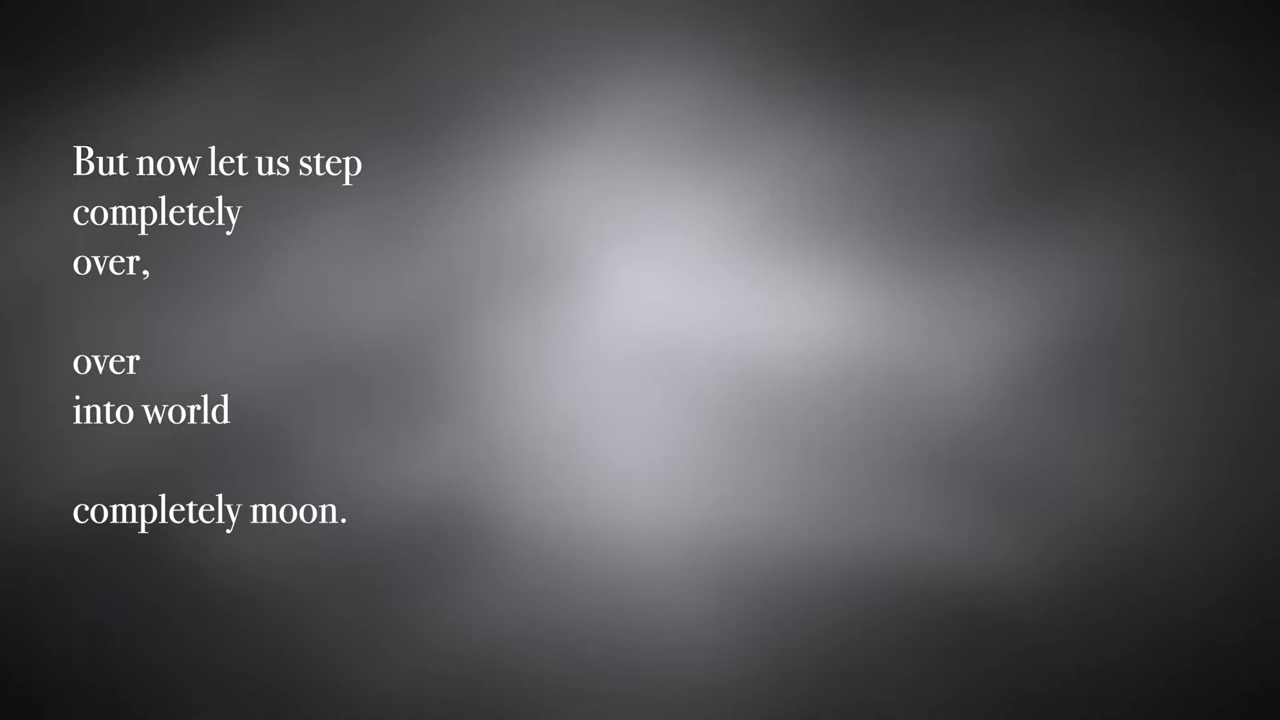 But now let us step
completely
over,
over
into world
completely moon.